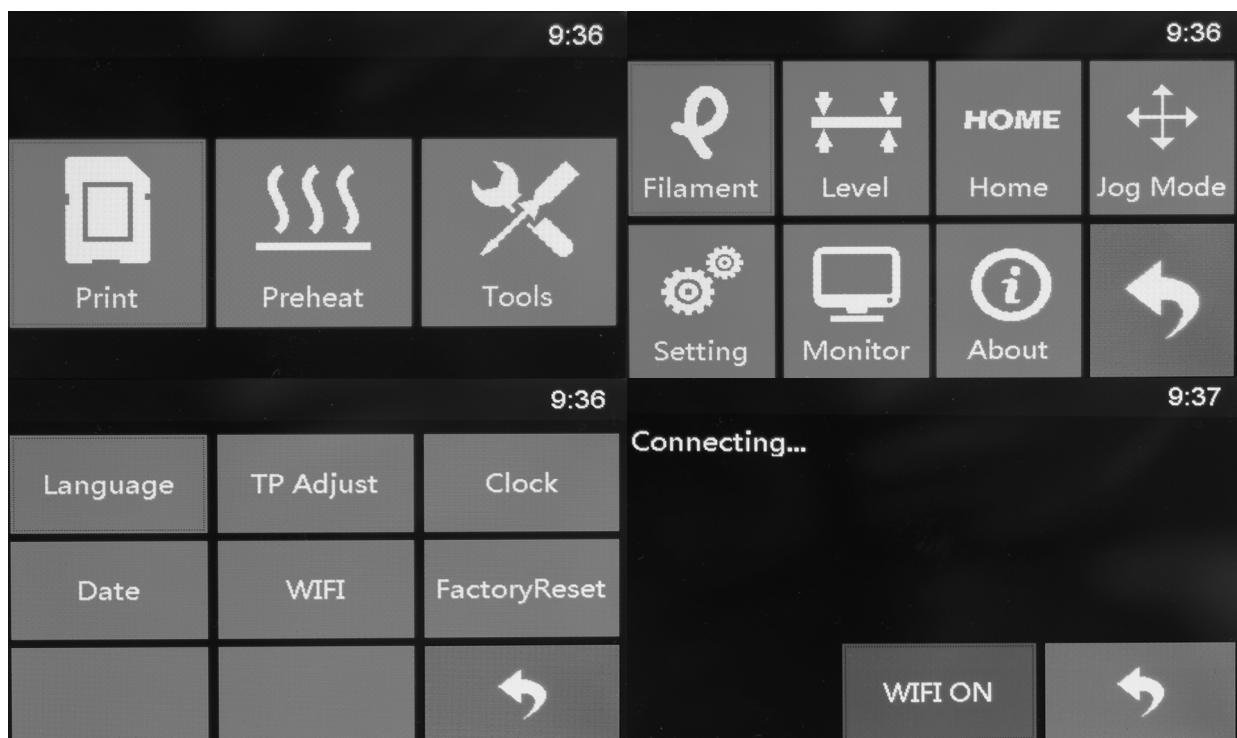 9:36
Print
Preheat
Tools
9:36
Filament
Level
HOME
Home
Jog Mode
Setting
Monitor
About
9:36
Language
TP Adjust
Clock
Date
WIFI
FactoryReset
9:37
Connecting...
WIFI ON